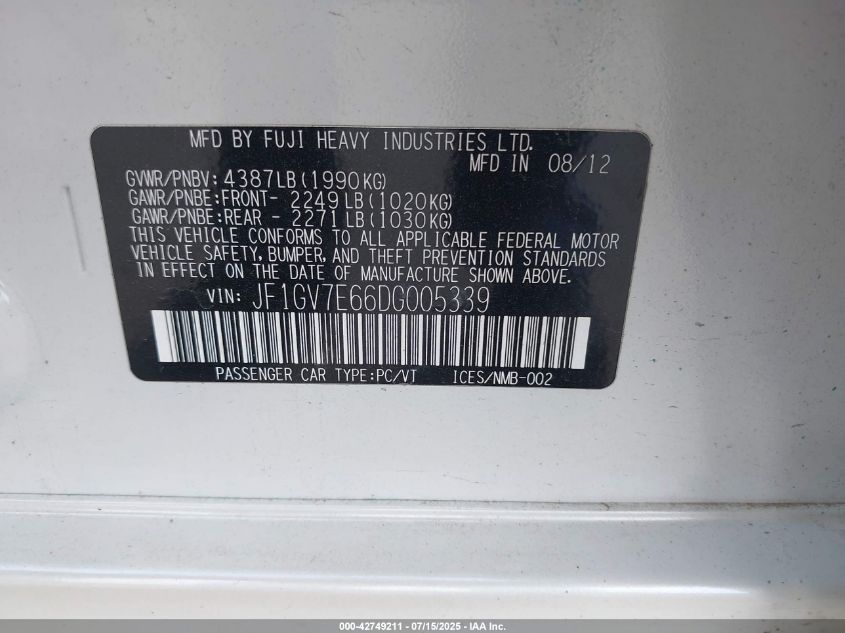 MFD BY FUJI HEAVY INDUSTRIES LTD.
MFD IN 08/12
GVWR/PNBV: 4387LB(1990KG)
GAWR/PNBE:FRONT- 2249LB(1020KG)
GAWR/PNBE:REAR - 2271LB(1030KG)
THIS VEHICLE CONFORMS TO ALL APPLICABLE FEDERAL MOTOR
VEHICLE SAFETY, BUMPER, AND THEFT PREVENTION STANDARDS
IN EFFECT ON THE DATE OF MANUFACTURE SHOWN ABOVE.
VIN: JF1GV7E66DG005339
PASSENGER CAR TYPE:PC/VT ICES/NMB-002
000-42749211 - 07/15/2025 - IAA Inc.